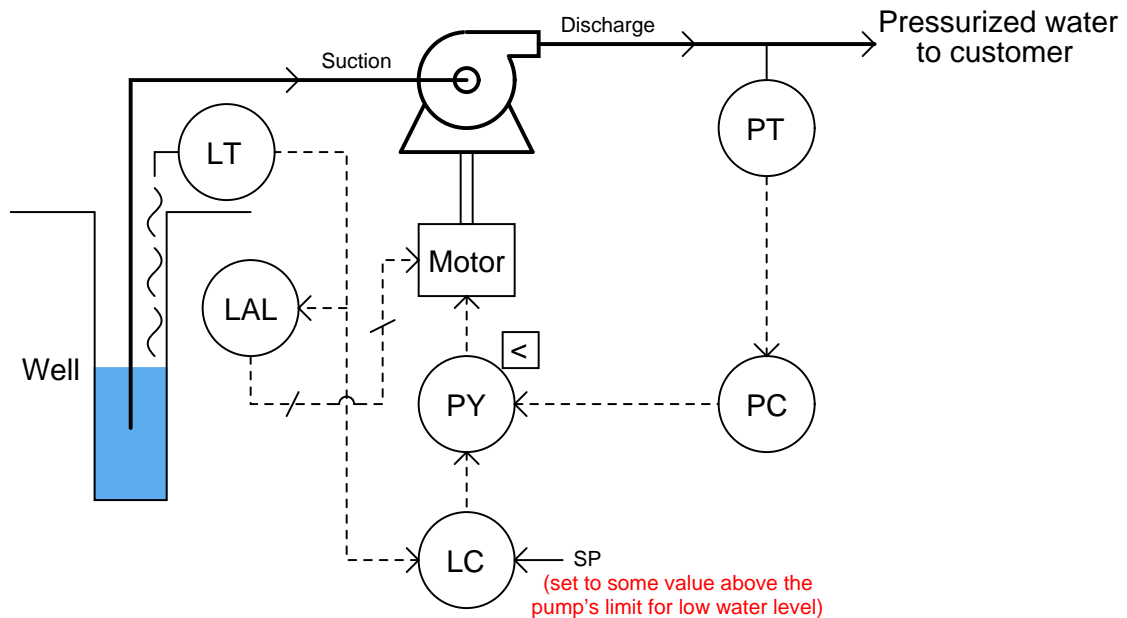 Pressurized water
to customer
Discharge
Suction
PT
LT
Motor
LAL
<
Well
PY
PC
LC
SP
(set to some value above the
pump's limit for low water level)